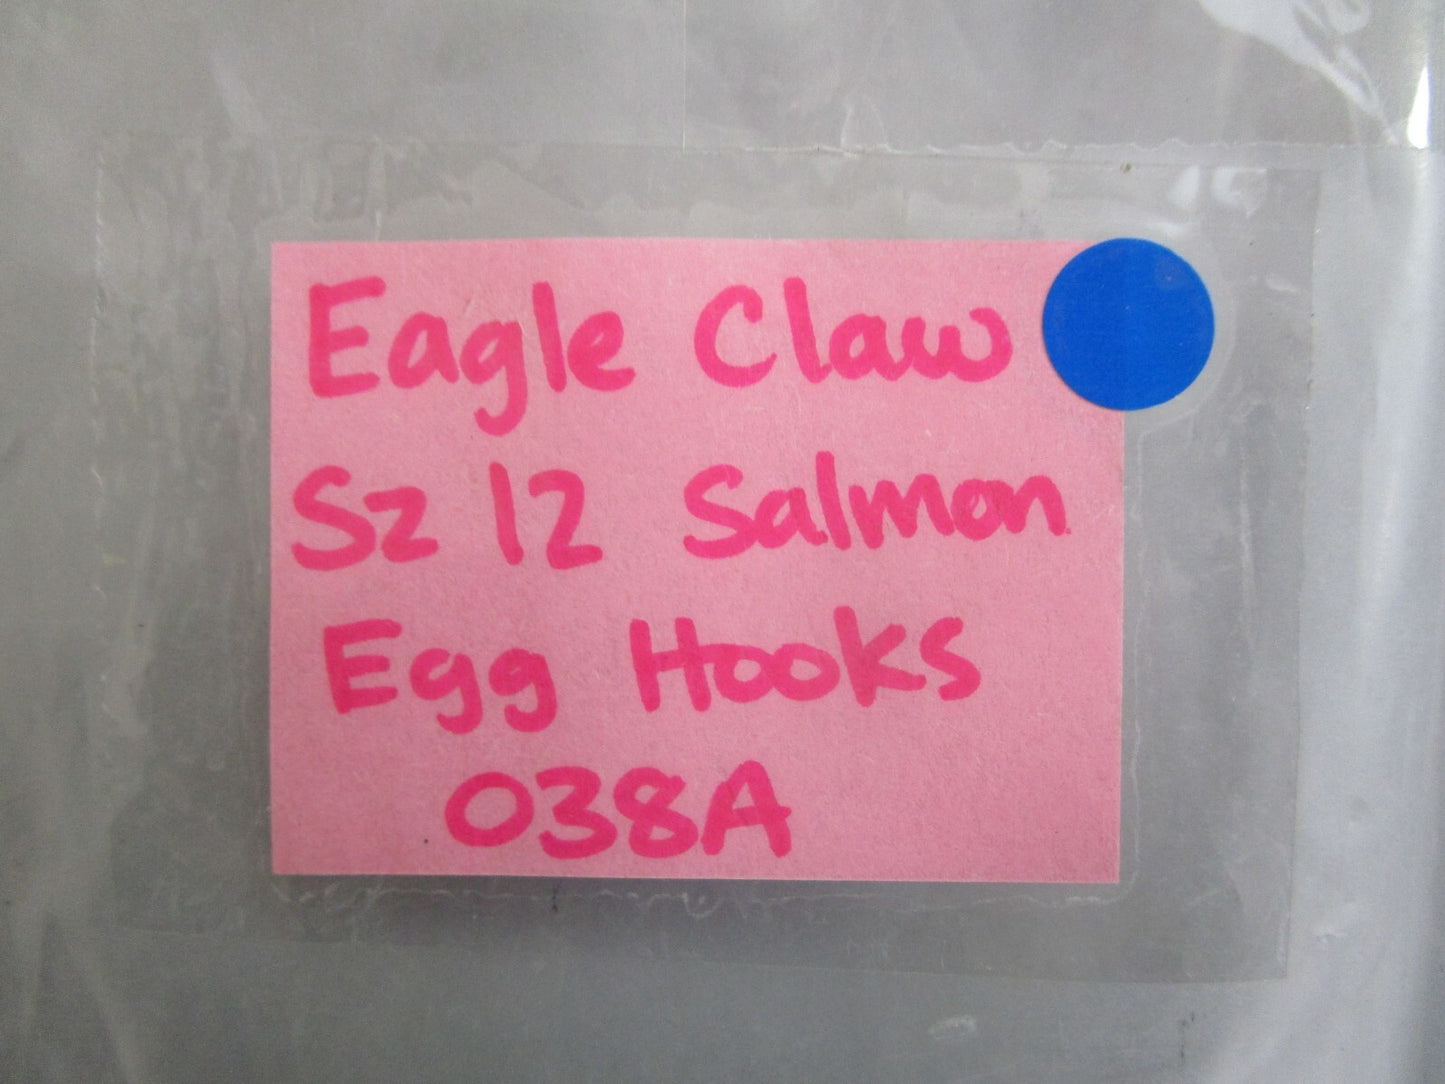 Eagle Claw
Sz 12 Salmon
Egg Hooks
038A